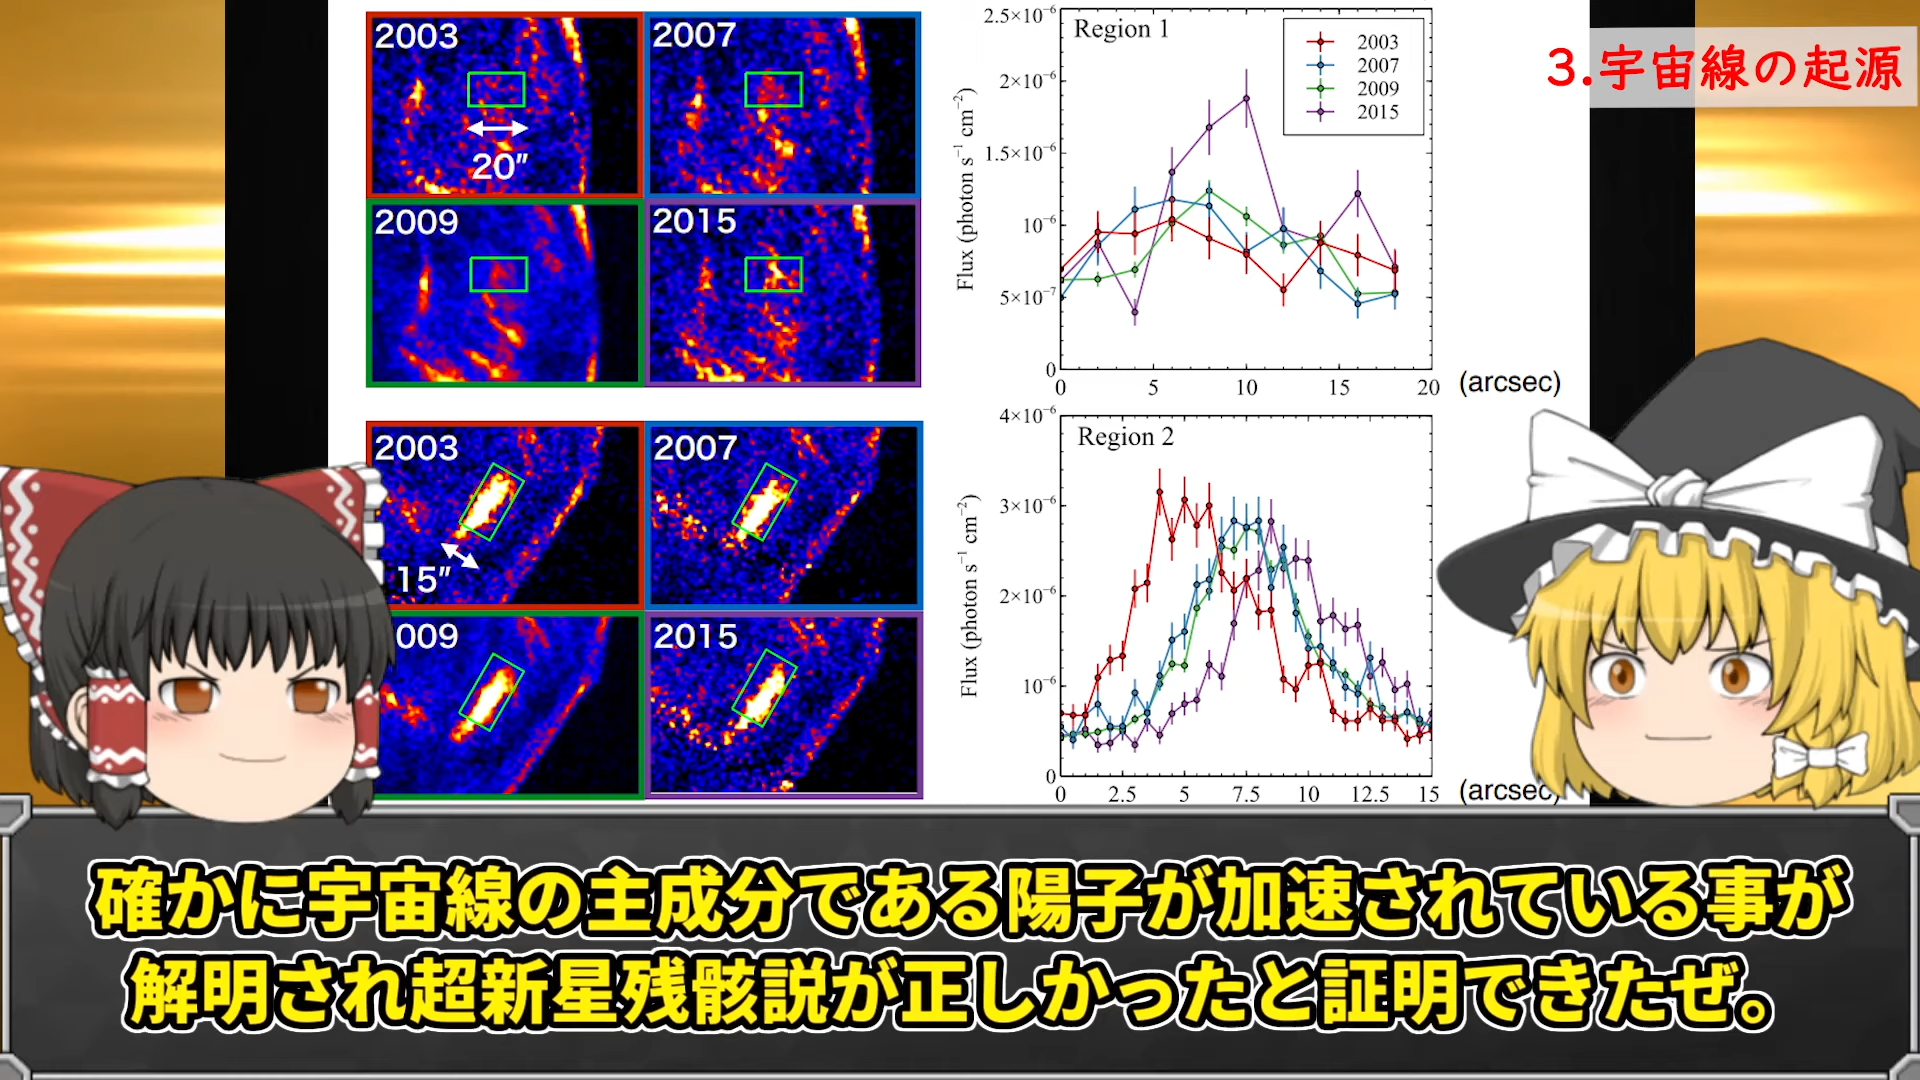 3.宇宙線の起源
2003
2007
20″
2009
2015
2.5×10⁻⁶
2×10⁻⁶
1.5×10⁻⁶
10⁻⁶
5×10⁻⁷
0
Flux (photon s⁻¹ cm⁻²)
Region 1
2003
2007
2009
2015
0 5 10 15 20 (arcsec)
2003
2007
15″
009
2015
4×10⁻⁶
3×10⁻⁶
2×10⁻⁶
10⁻⁶
0
Flux (photon s⁻¹ cm⁻²)
Region 2
0 2.5 5 7.5 10 12.5 15 (arcsec)
確かに宇宙線の主成分である陽子が加速されている事が
解明され超新星残骸説が正しかったと証明できたぜ。